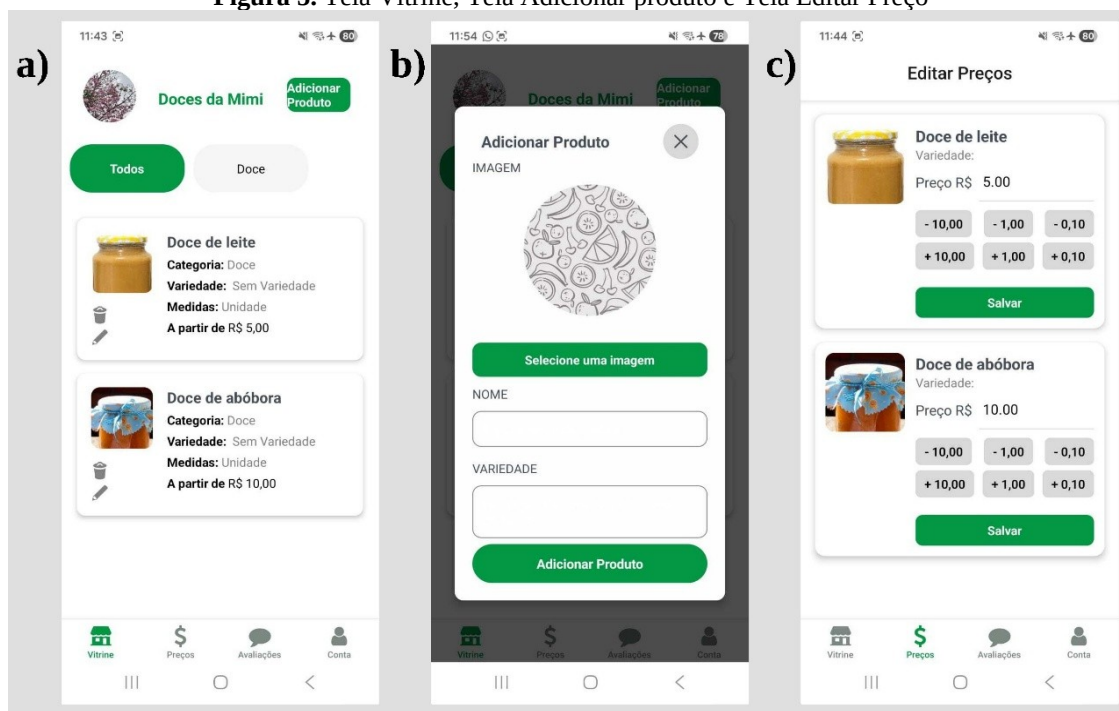 Figura 3. Tela Vitrine, Tela Adicionar produto e Tela Editar Preço
a)
11:43
80
Doces da Mimi
Adicionar
Produto
Todos
Doce
Doce de leite
Categoria: Doce
Variedade: Sem Variedade
Medidas: Unidade
A partir de R$ 5,00
Doce de abóbora
Categoria: Doce
Variedade: Sem Variedade
Medidas: Unidade
A partir de R$ 10,00
Vitrine
Preços
Avaliações
Conta
b)
11:54
78
Doces da Mimi
Adicionar
Produto
Adicionar Produto
IMAGEM
Selecione uma imagem
NOME
VARIEDADE
Adicionar Produto
Vitrine
Preços
Avaliações
Conta
c)
11:44
80
Editar Preços
Doce de leite
Variedade:
Preço R$ 5.00
- 10,00 - 1,00 - 0,10
+ 10,00 + 1,00 + 0,10
Salvar
Doce de abóbora
Variedade:
Preço R$ 10.00
- 10,00 - 1,00 - 0,10
+ 10,00 + 1,00 + 0,10
Salvar
Vitrine
Preços
Avaliações
Conta